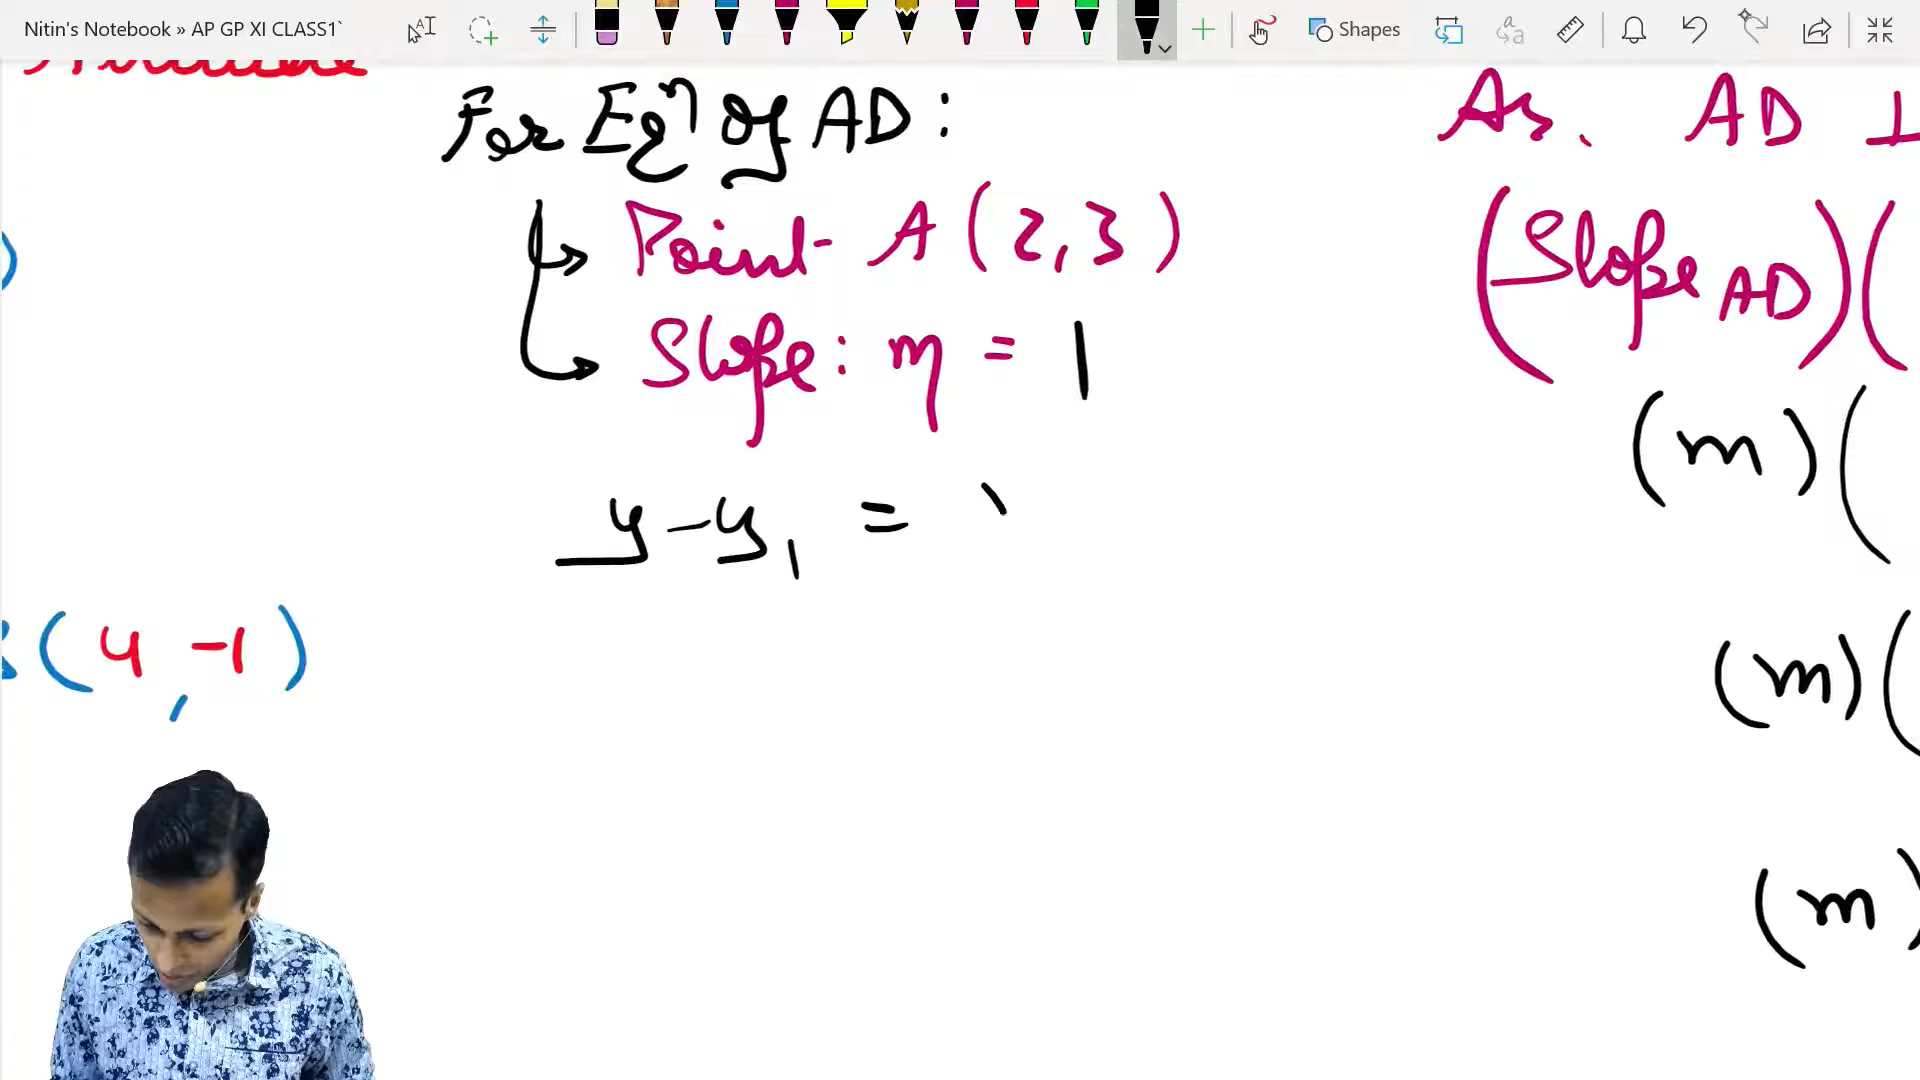 Nitin's Notebook » AP GP XI CLASS1`
Shapes
For Eqⁿ of AD :
Point A ( 2, 3 )
Slope : m = 1
y - y₁ =
( 4 , -1 )
As. AD ⊥
( Slope AD ) (
( m ) (
( m ) (
( m )